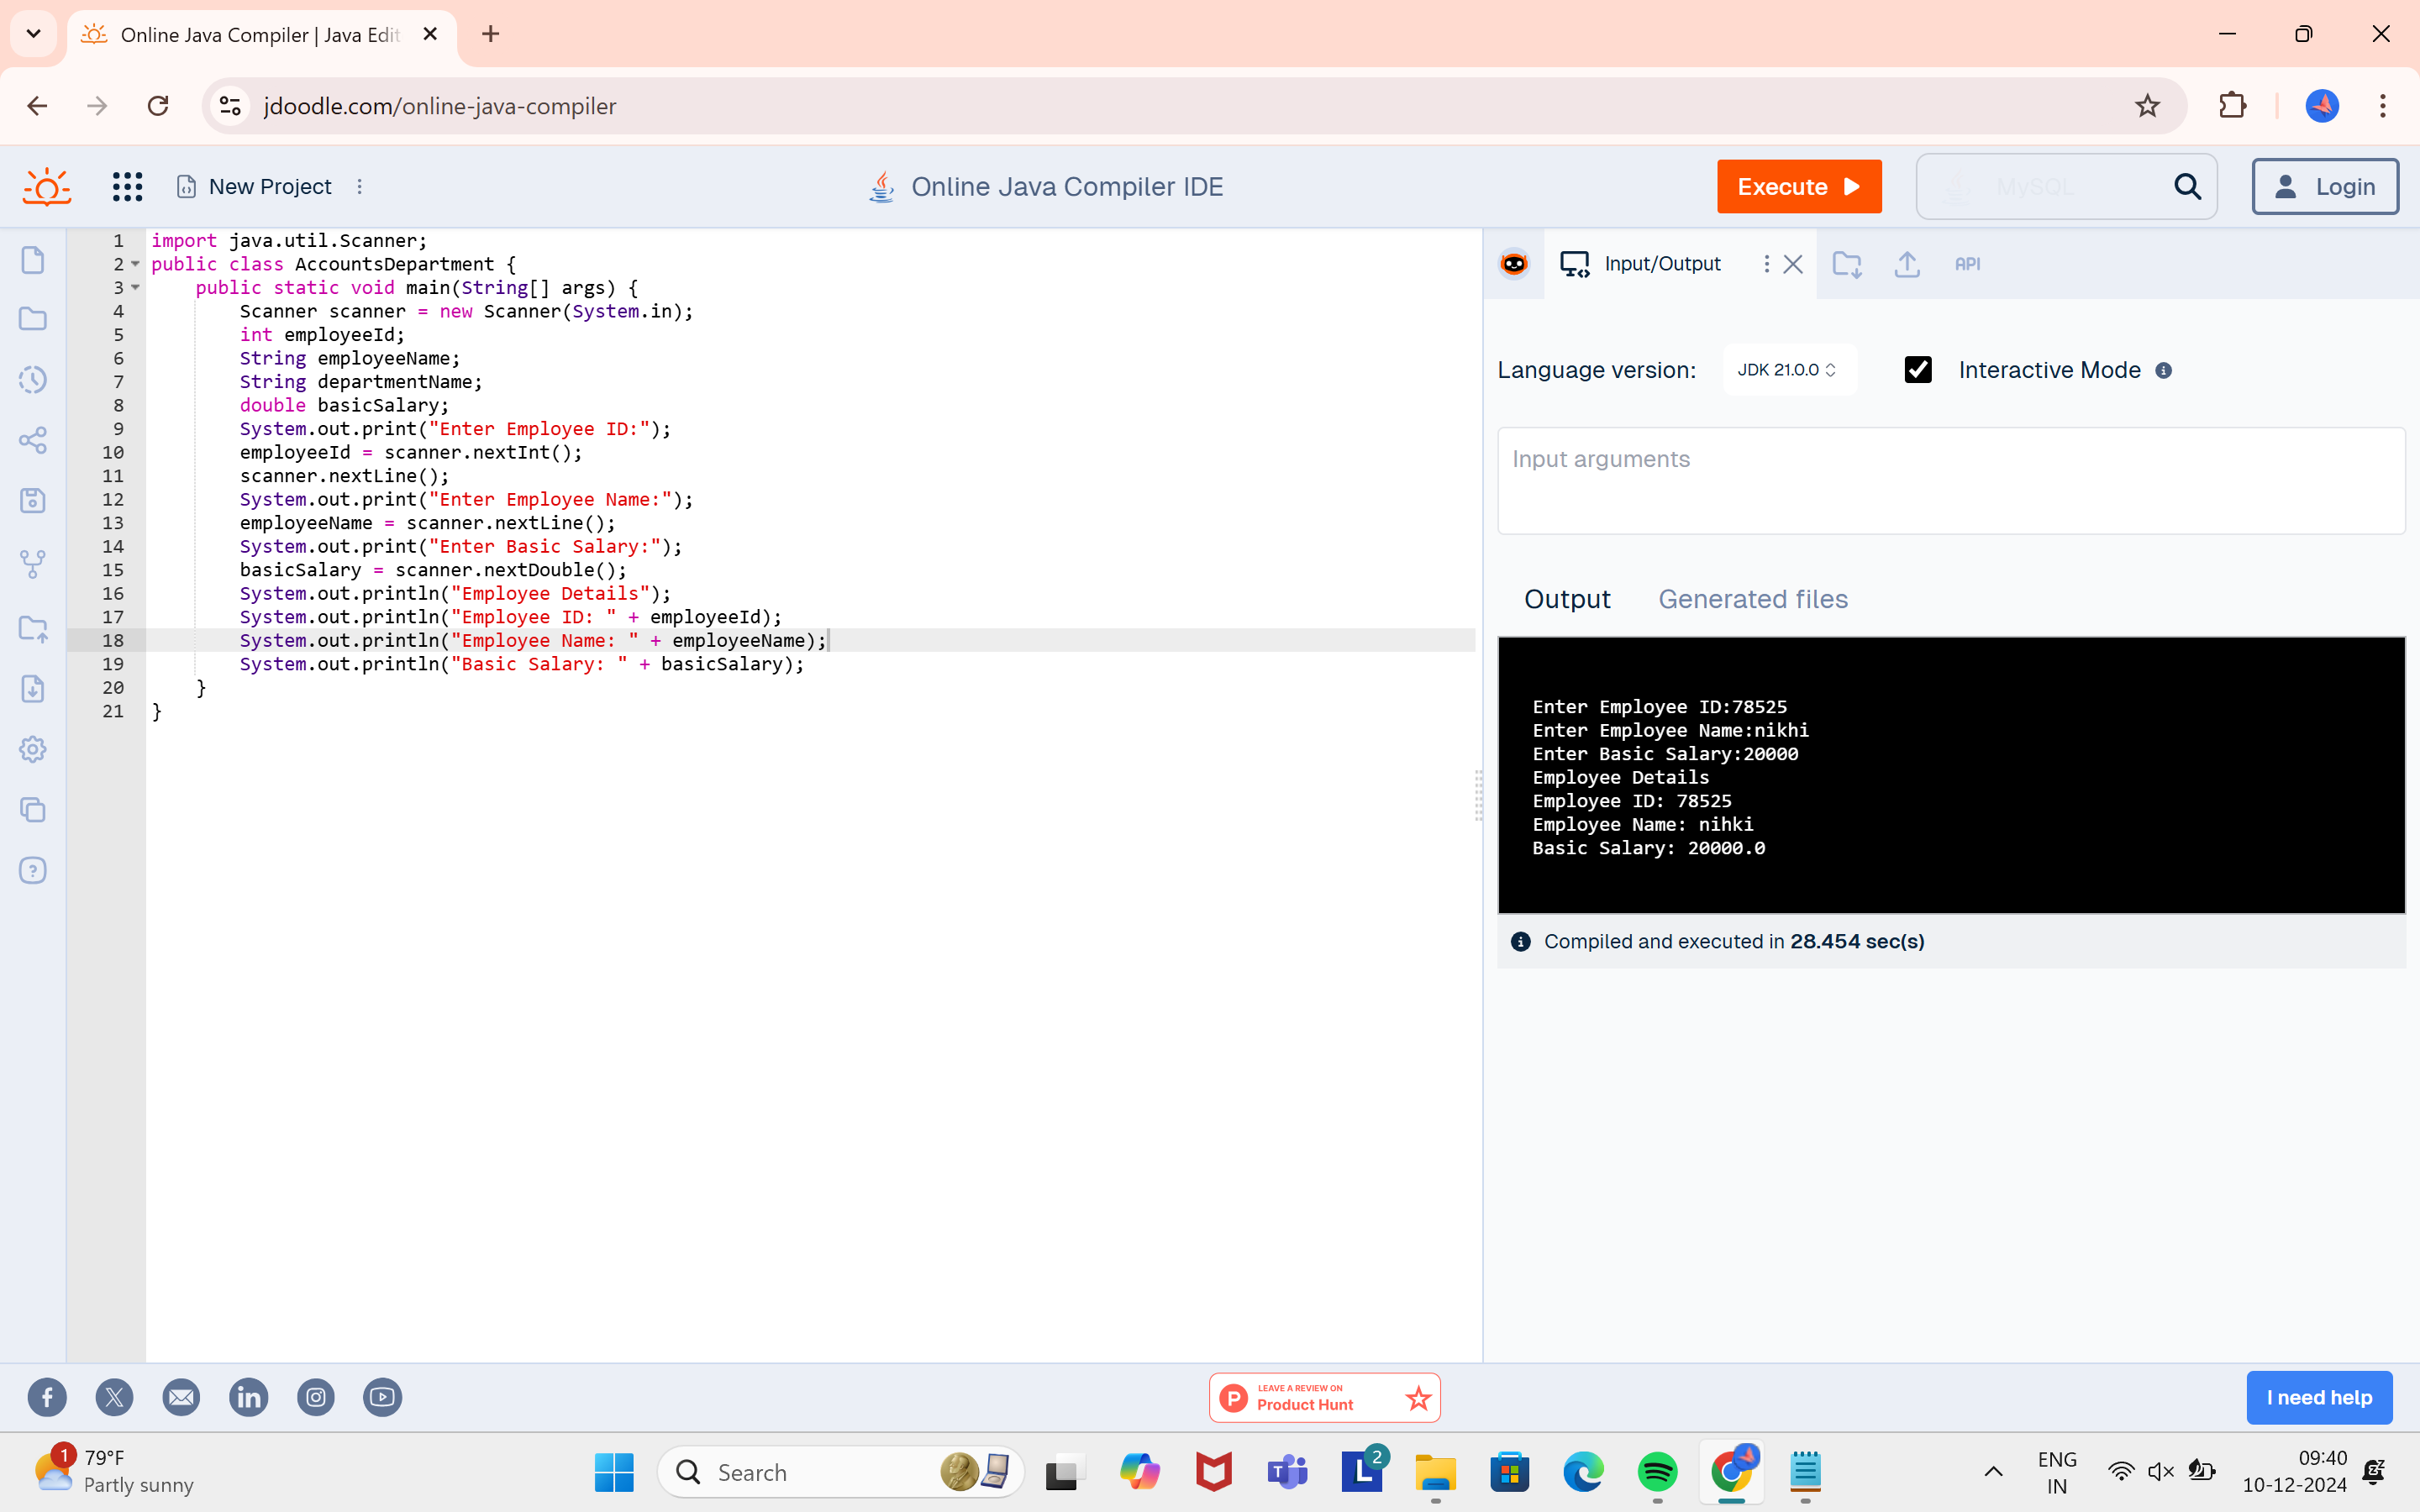 Online Java Compiler | Java Edit
jdoodle.com/online-java-compiler
New Project
Online Java Compiler IDE
Execute
MySQL
Login
1 import java.util.Scanner;
2 public class AccountsDepartment {
3 public static void main(String[] args) {
4 Scanner scanner = new Scanner(System.in);
5 int employeeId;
6 String employeeName;
7 String departmentName;
8 double basicSalary;
9 System.out.print("Enter Employee ID:");
10 employeeId = scanner.nextInt();
11 scanner.nextLine();
12 System.out.print("Enter Employee Name:");
13 employeeName = scanner.nextLine();
14 System.out.print("Enter Basic Salary:");
15 basicSalary = scanner.nextDouble();
16 System.out.println("Employee Details");
17 System.out.println("Employee ID: " + employeeId);
18 System.out.println("Employee Name: " + employeeName);
19 System.out.println("Basic Salary: " + basicSalary);
20 }
21 }
Input/Output
API
Language version:
JDK 21.0.0
Interactive Mode
Input arguments
Output
Generated files
Enter Employee ID:78525
Enter Employee Name:nikhi
Enter Basic Salary:20000
Employee Details
Employee ID: 78525
Employee Name: nihki
Basic Salary: 20000.0
Compiled and executed in 28.454 sec(s)
LEAVE A REVIEW ON
Product Hunt
I need help
1
79°F
Partly sunny
Search
2
ENG
IN
09:40
10-12-2024